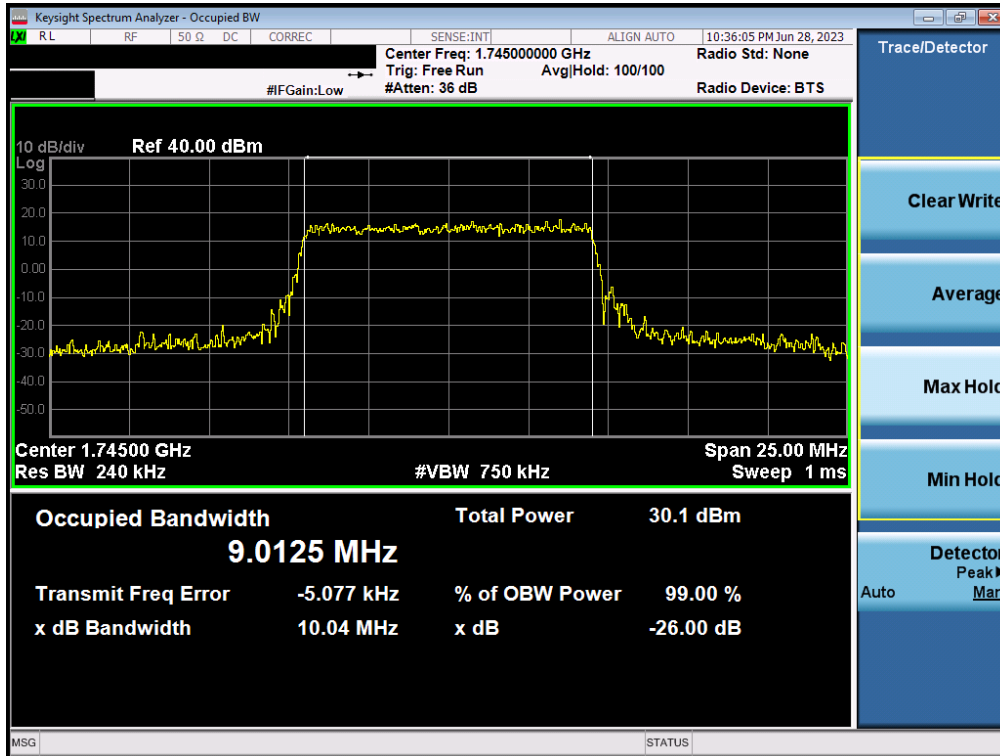 Keysight Spectrum Analyzer - Occupied BW
LXI RL RF 50 Ω DC CORREC SENSE:INT ALIGN AUTO 10:36:05 PM Jun 28, 2023
Center Freq: 1.745000000 GHz Radio Std: None
Trig: Free Run Avg|Hold: 100/100
#IFGain:Low #Atten: 36 dB Radio Device: BTS
Trace/Detector
10 dB/div Ref 40.00 dBm
Log
30.0
20.0
10.0
0.00
-10.0
-20.0
-30.0
-40.0
-50.0
Center 1.74500 GHz Span 25.00 MHz
Res BW 240 kHz #VBW 750 kHz Sweep 1 ms
Occupied Bandwidth Total Power 30.1 dBm
9.0125 MHz
Transmit Freq Error -5.077 kHz % of OBW Power 99.00 %
x dB Bandwidth 10.04 MHz x dB -26.00 dB
Clear Write
Average
Max Hold
Min Hold
Detector
Peak
Auto Man
MSG STATUS